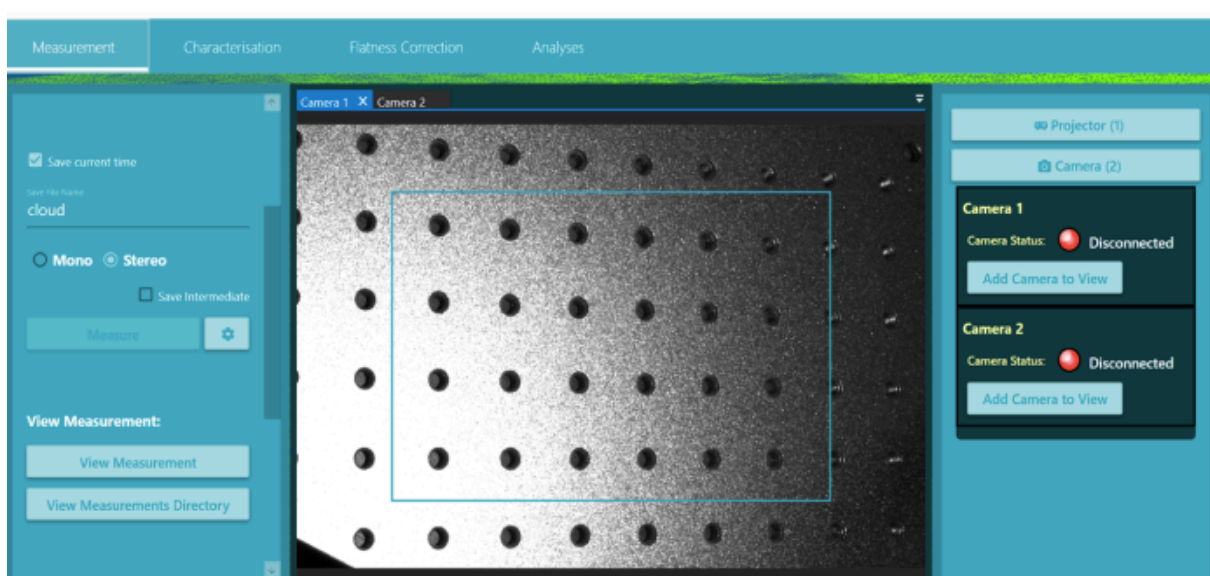 Measurement
Characterisation
Flatness Correction
Analyses
Save current time
Save File Name
cloud
Mono
Stereo
Save Intermediate
Measure
View Measurement:
View Measurement
View Measurements Directory
Camera 1 X
Camera 2
Projector (1)
Camera (2)
Camera 1
Camera Status: Disconnected
Add Camera to View
Camera 2
Camera Status: Disconnected
Add Camera to View